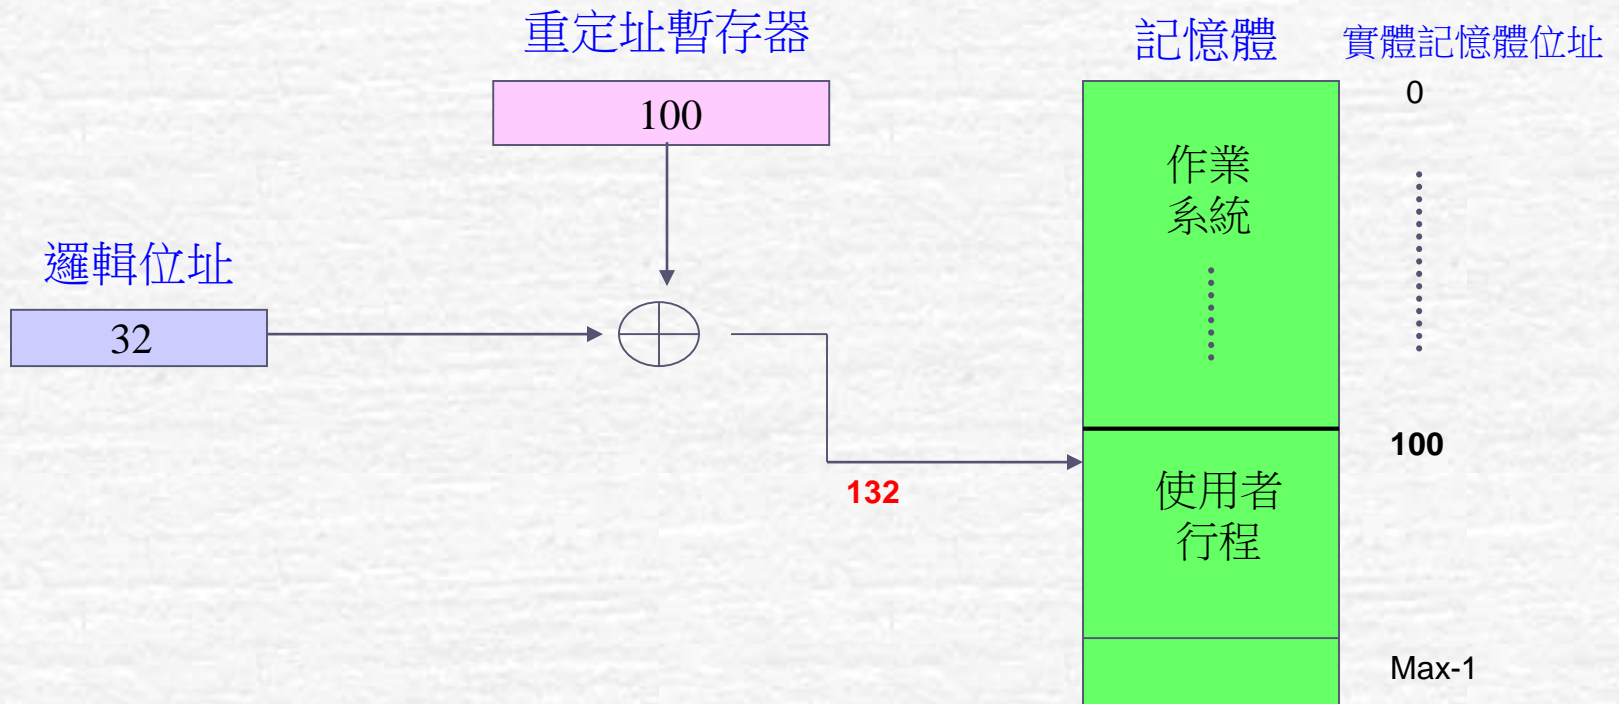 重定址暫存器
記憶體
實體記憶體位址
100
0
作業
系統
邏輯位址
32
100
132
使用者
行程
Max-1